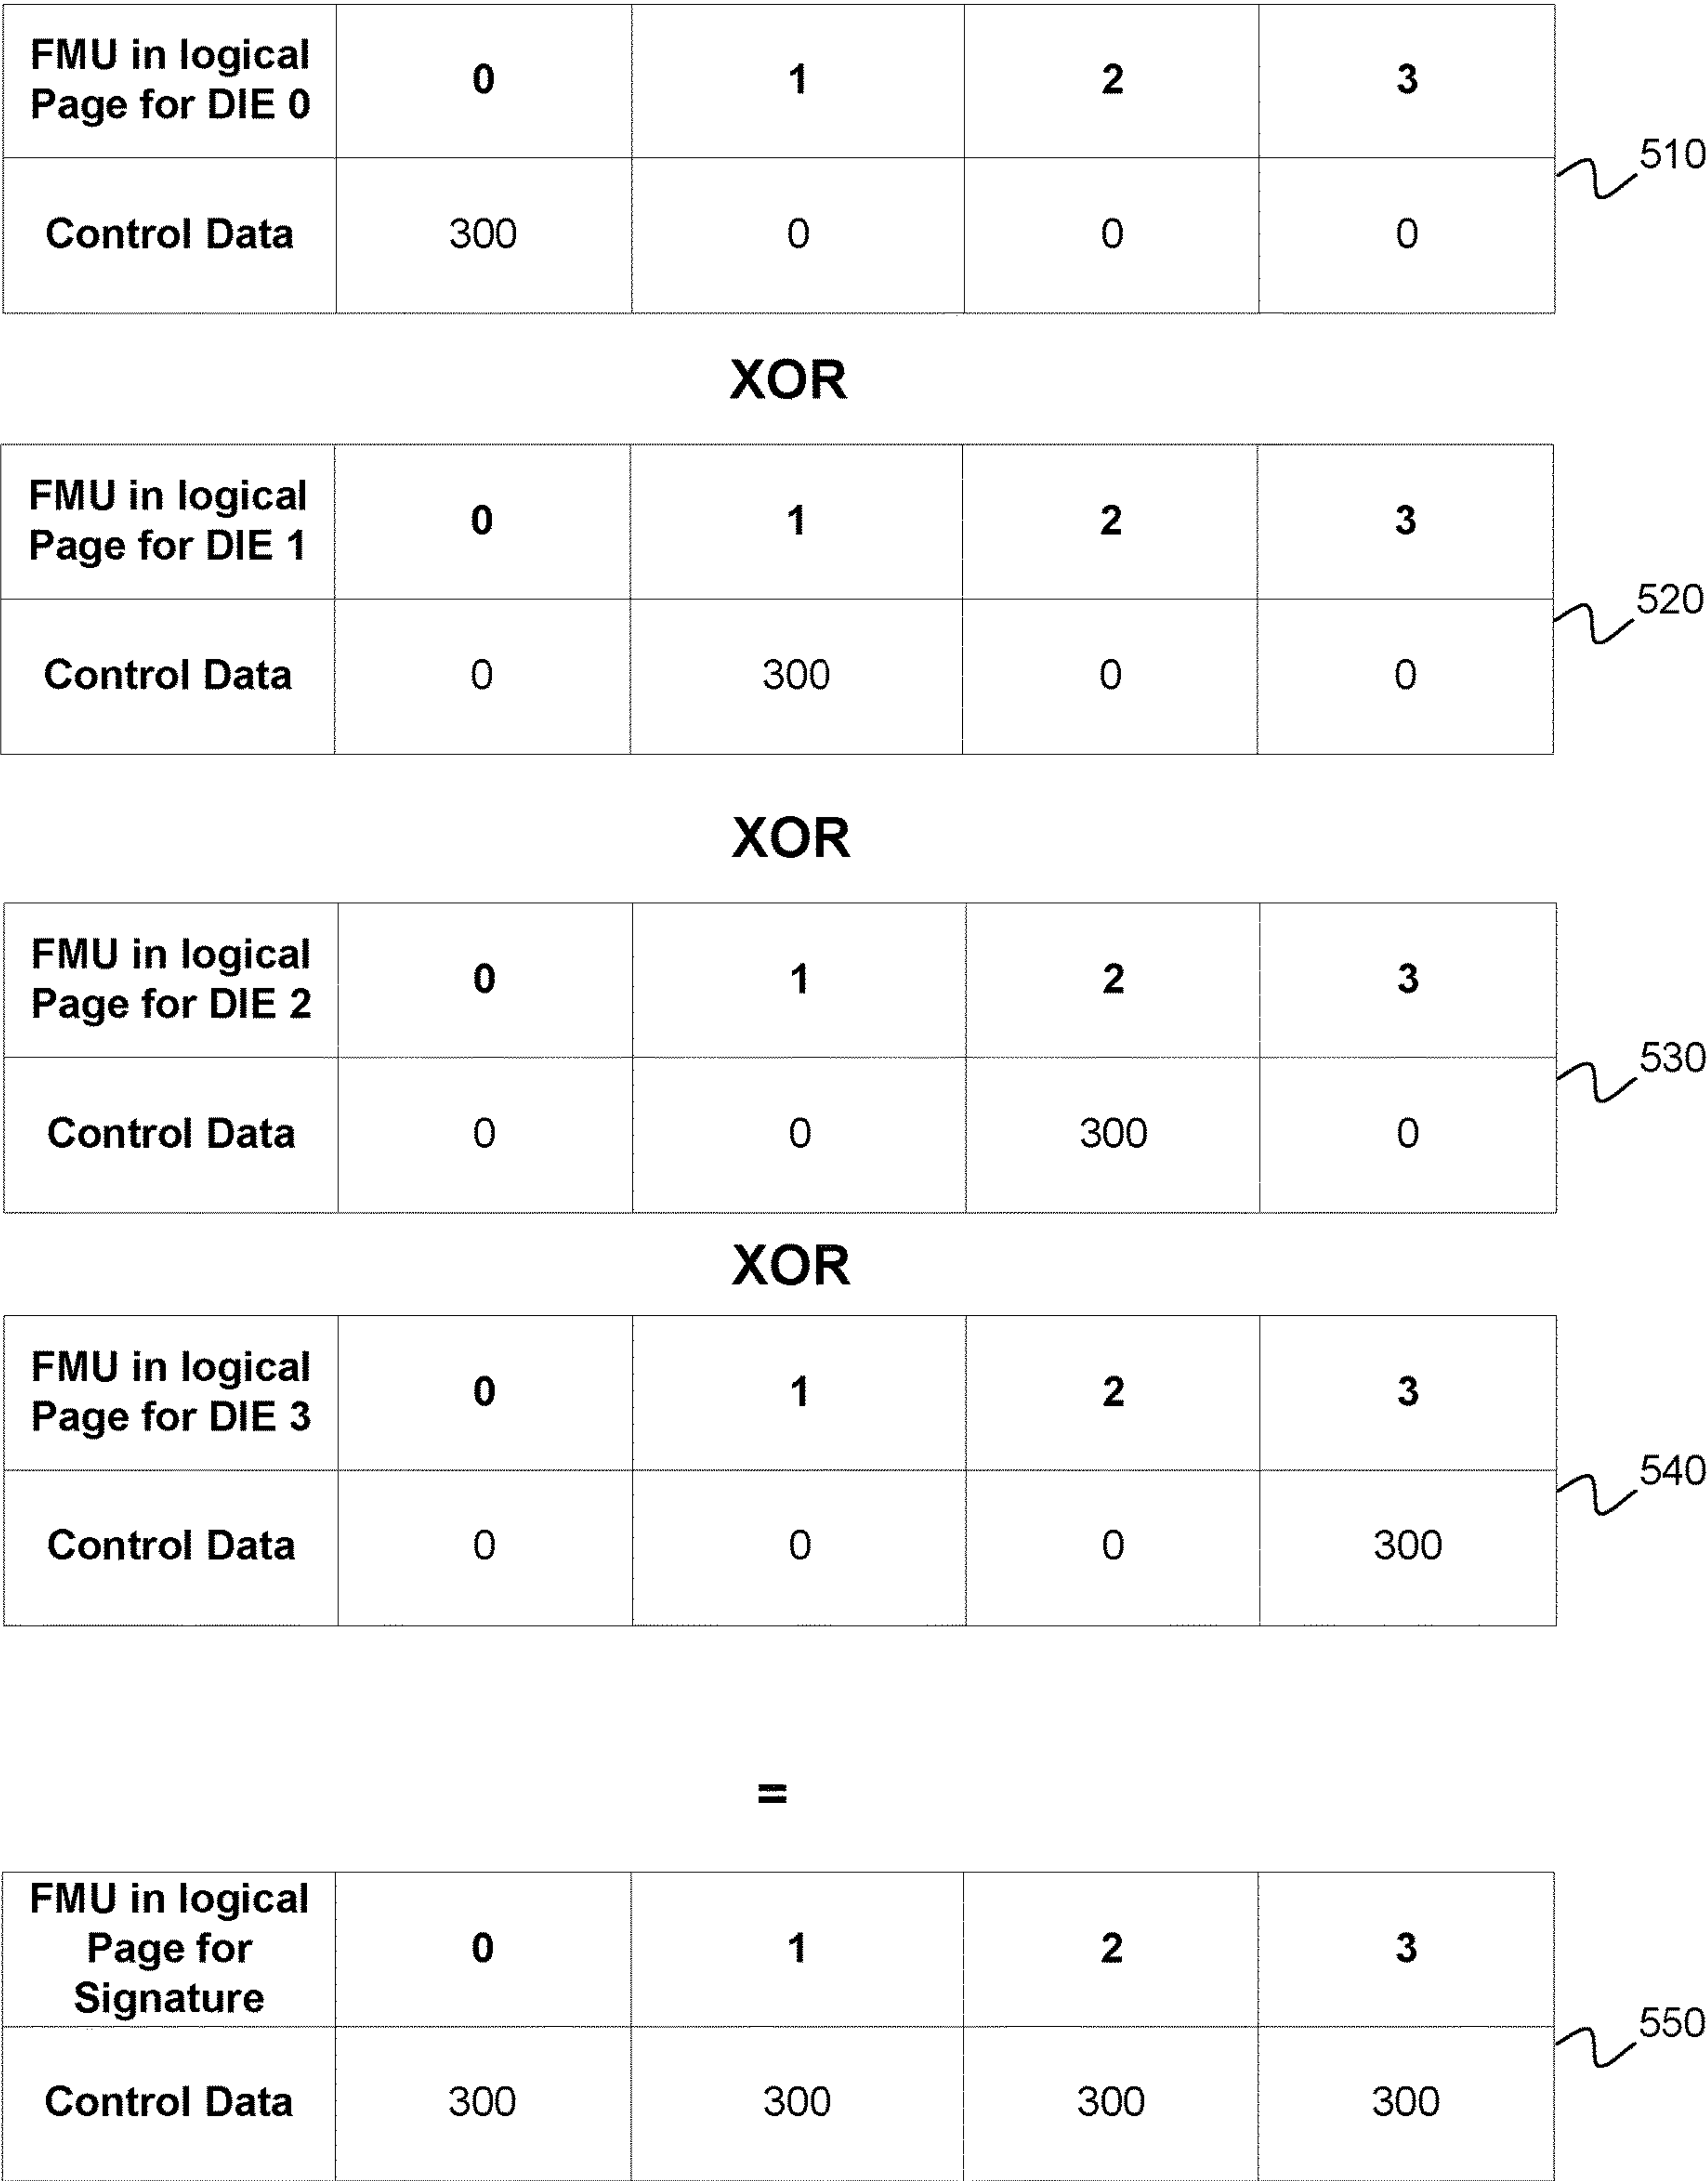 FMU in logical
Page for DIE 0 0 1 2 3
510
Control Data 300 0 0 0
XOR
FMU in logical
Page for DIE 1 0 1 2 3
520
Control Data 0 300 0 0
XOR
FMU in logical
Page for DIE 2 0 1 2 3
530
Control Data 0 0 300 0
XOR
FMU in logical
Page for DIE 3 0 1 2 3
540
Control Data 0 0 0 300
=
FMU in logical
Page for
Signature 0 1 2 3
550
Control Data 300 300 300 300